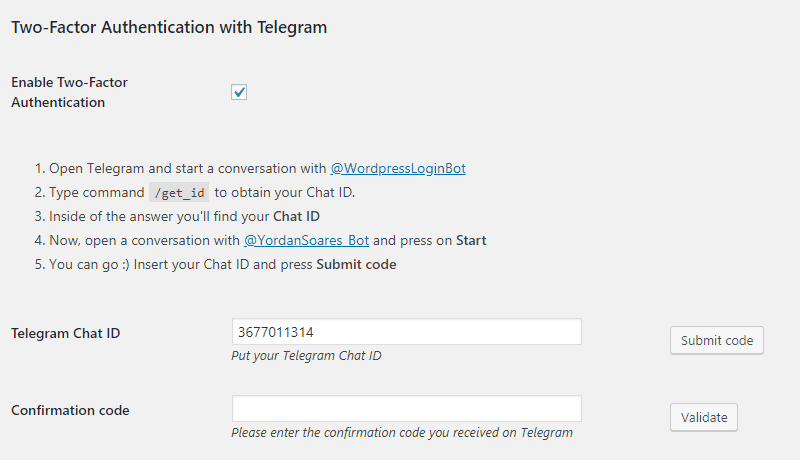 Two-Factor Authentication with Telegram
Enable Two-Factor
Authentication
1. Open Telegram and start a conversation with @WordpressLoginBot
2. Type command /get_id to obtain your Chat ID.
3. Inside of the answer you'll find your Chat ID
4. Now, open a conversation with @YordanSoares_Bot and press on Start
5. You can go :) Insert your Chat ID and press Submit code
Telegram Chat ID
3677011314
Submit code
Put your Telegram Chat ID
Confirmation code
Validate
Please enter the confirmation code you received on Telegram